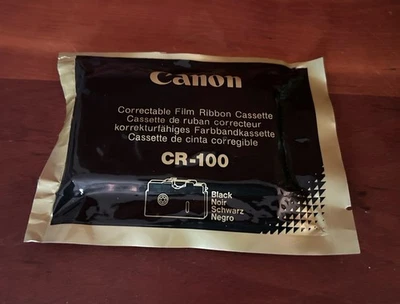 Canon
Correctable Film Ribbon Cassette
Cassette de ruban correcteur
korrekturfähiges Farbbandkassette
Cassette de cinta corregible
CR-100
Black
Noir
Schwarz
Negro